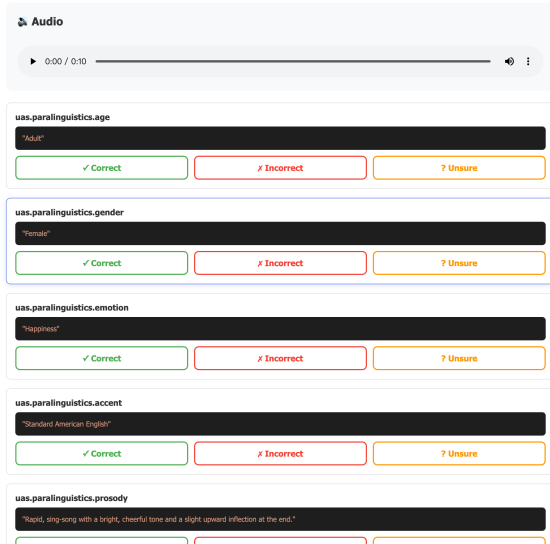 🔊 Audio
0:00 / 0:10
uas.paralinguistics.age
"Adult"
✓ Correct
✗ Incorrect
? Unsure
uas.paralinguistics.gender
"Female"
✓ Correct
✗ Incorrect
? Unsure
uas.paralinguistics.emotion
"Happiness"
✓ Correct
✗ Incorrect
? Unsure
uas.paralinguistics.accent
"Standard American English"
✓ Correct
✗ Incorrect
? Unsure
uas.paralinguistics.prosody
"Rapid, sing-song with a bright, cheerful tone and a slight upward inflection at the end."